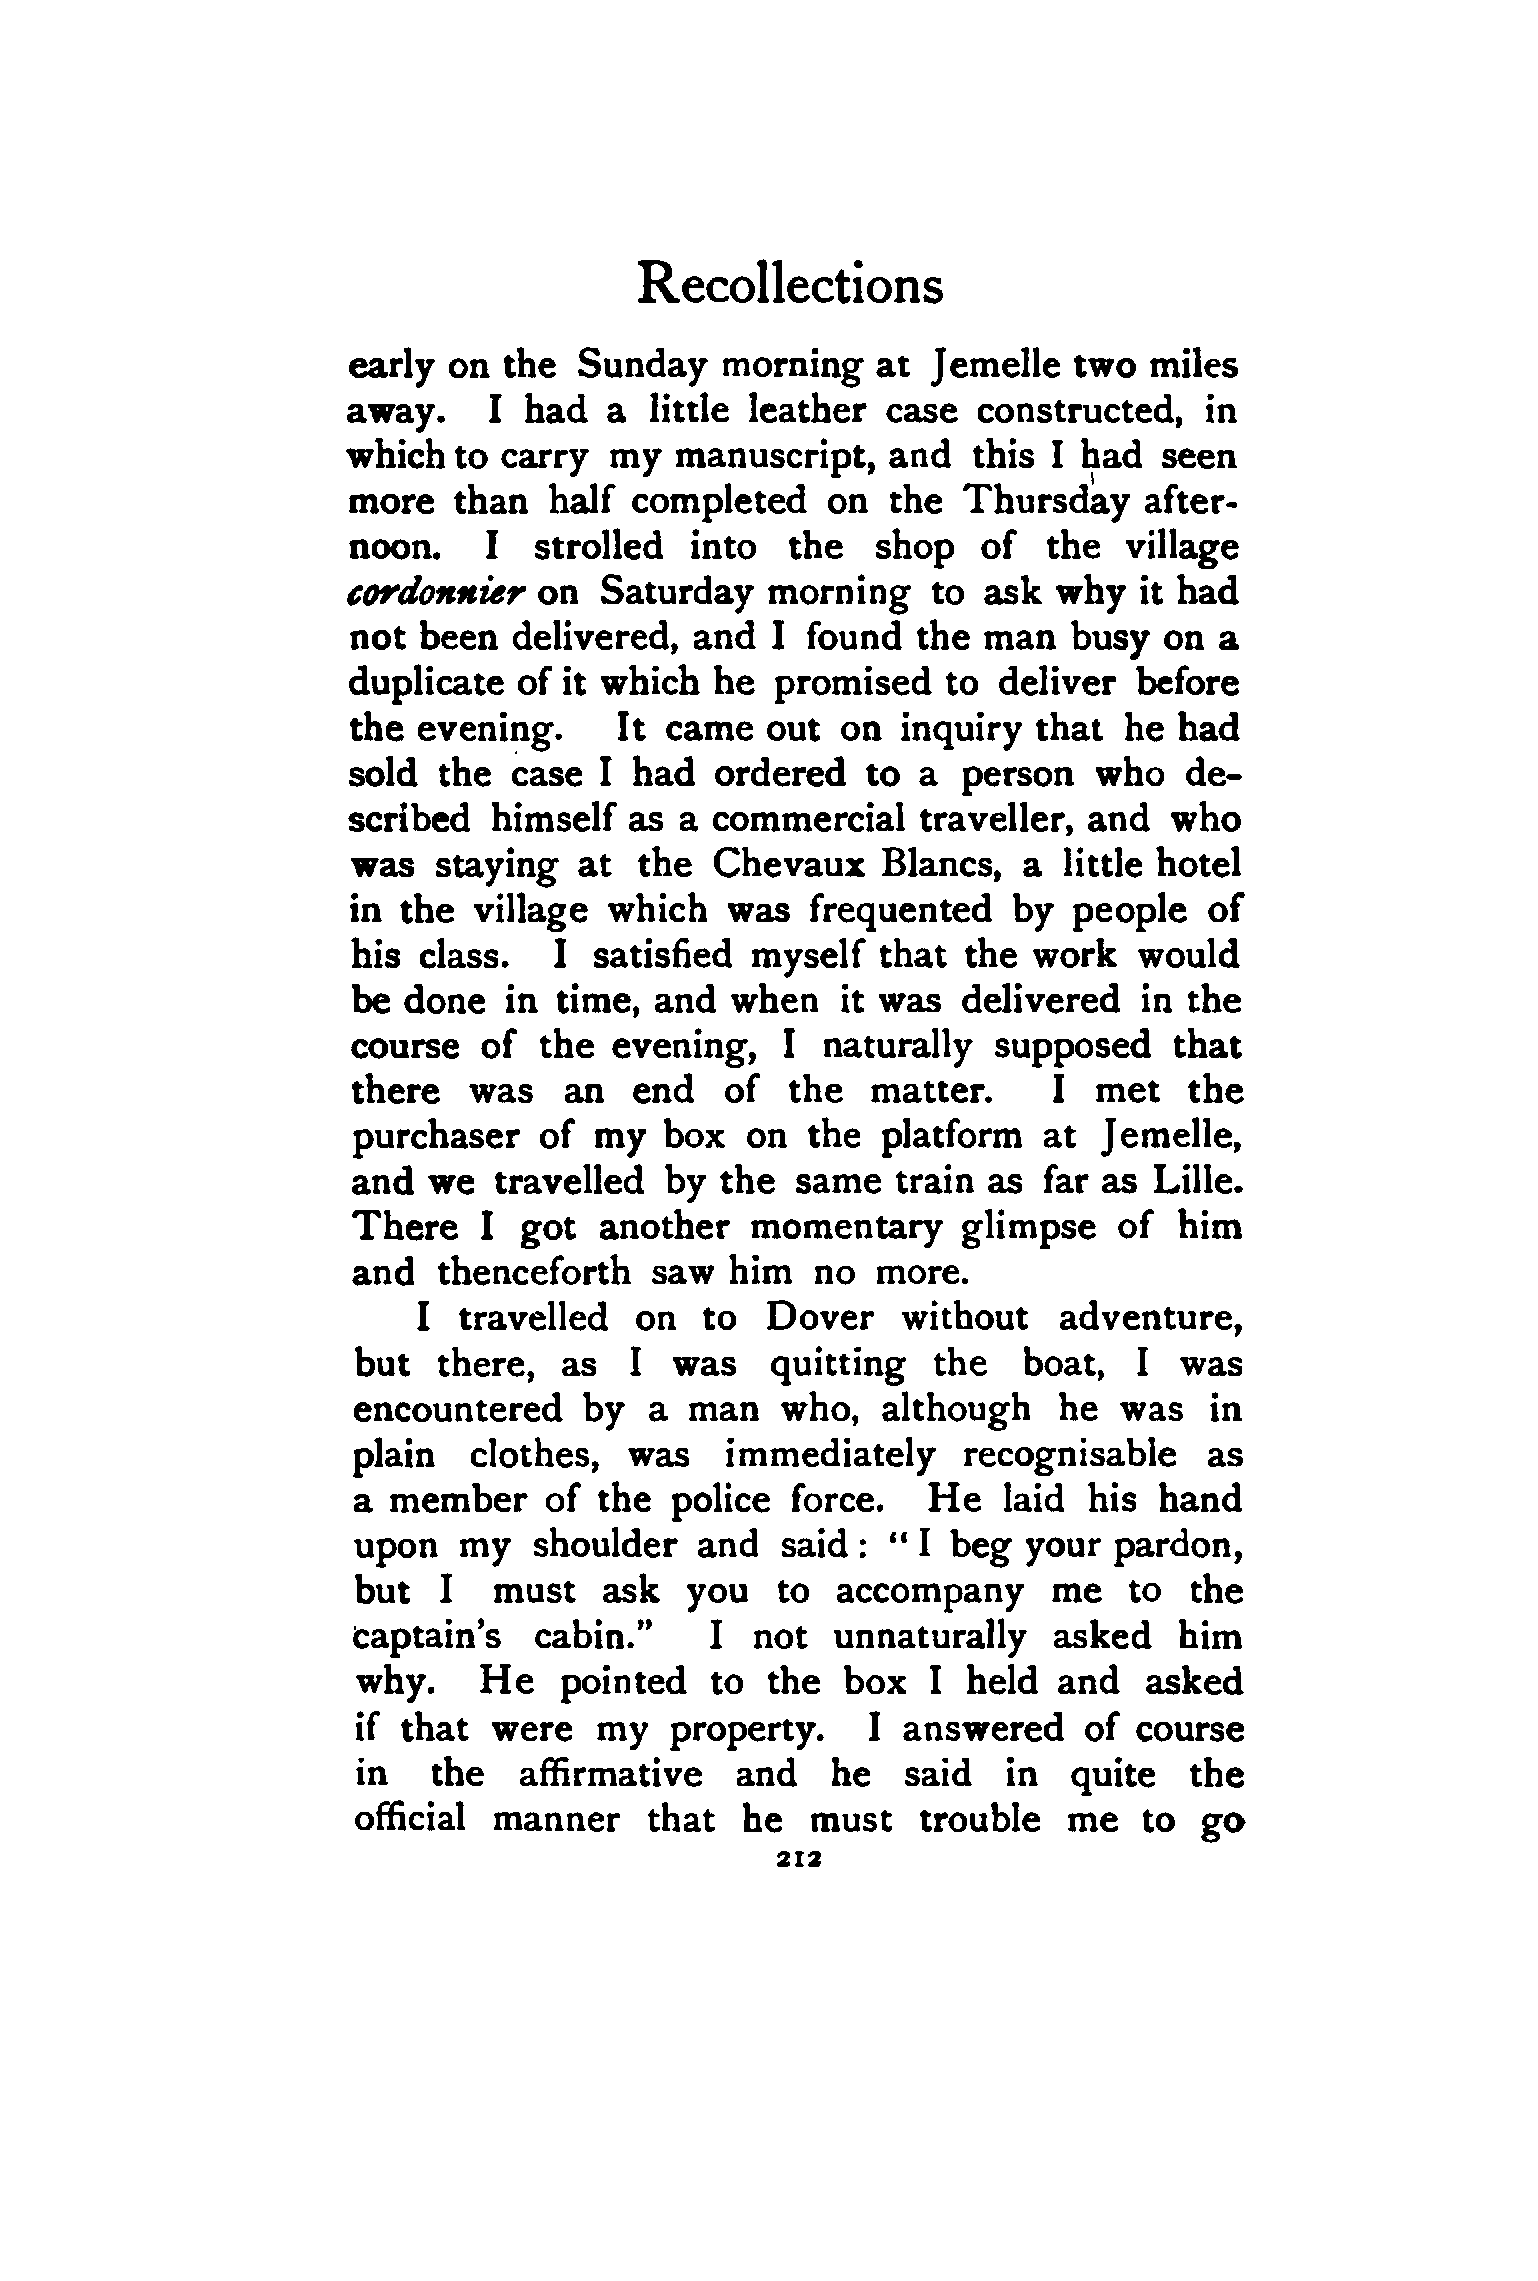 Recollections
early on the Sunday morning at Jemelle two miles
away. I had a little leather case constructed, in
which to carry my manuscript, and this I had seen
more than half completed on the Thursday after-
noon. I strolled into the shop of the village
cordonnier on Saturday morning to ask why it had
not been delivered, and I found the man busy on a
duplicate of it which he promised to deliver before
the evening. It came out on inquiry that he had
sold the case I had ordered to a person who de-
scribed himself as a commercial traveller, and who
was staying at the Chevaux Blancs, a little hotel
in the village which was frequented by people of
his class. I satisfied myself that the work would
be done in time, and when it was delivered in the
course of the evening, I naturally supposed that
there was an end of the matter. I met the
purchaser of my box on the platform at Jemelle,
and we travelled by the same train as far as Lille.
There I got another momentary glimpse of him
and thenceforth saw him no more.
I travelled on to Dover without adventure,
but there, as I was quitting the boat, I was
encountered by a man who, although he was in
plain clothes, was immediately recognisable as
a member of the police force. He laid his hand
upon my shoulder and said: "I beg your pardon,
but I must ask you to accompany me to the
captain's cabin." I not unnaturally asked him
why. He pointed to the box I held and asked
if that were my property. I answered of course
in the affirmative and he said in quite the
official manner that he must trouble me to go
212